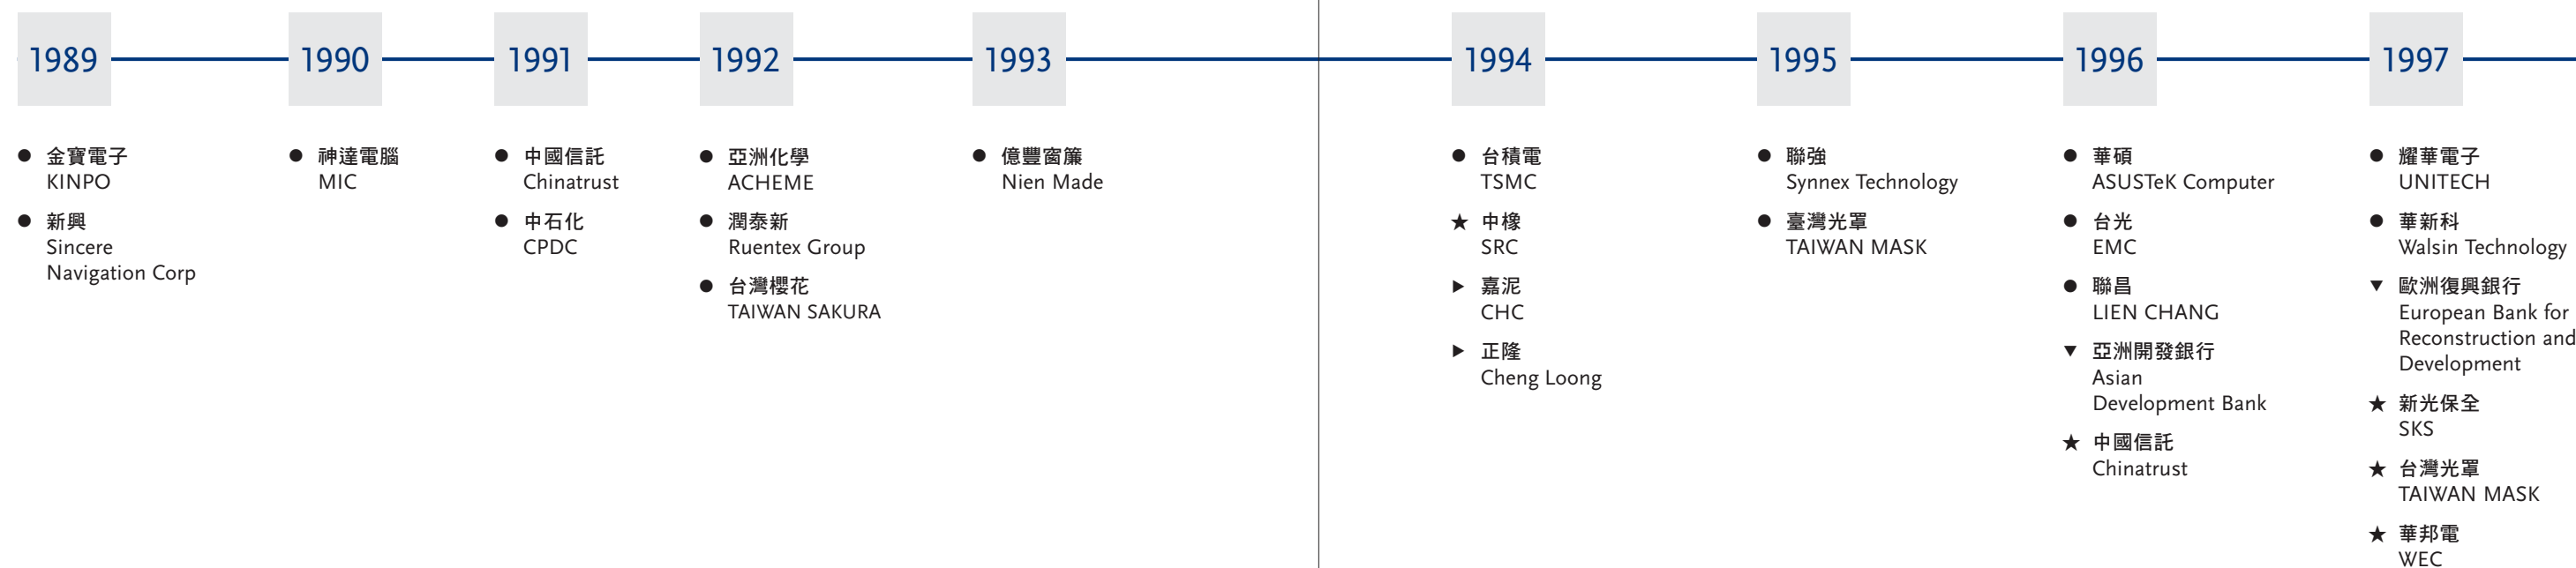 1989
● 金寶電子
KINPO
● 新興
Sincere
Navigation Corp
1990
● 神達電腦
MIC
1991
● 中國信託
Chinatrust
● 中石化
CPDC
1992
● 亞洲化學
ACHEME
● 潤泰新
Ruentex Group
● 台灣櫻花
TAIWAN SAKURA
1993
● 億豐窗簾
Nien Made
1994
● 台積電
TSMC
★ 中橡
SRC
▶ 嘉泥
CHC
▶ 正隆
Cheng Loong
1995
● 聯強
Synnex Technology
● 臺灣光罩
TAIWAN MASK
1996
● 華碩
ASUSTeK Computer
● 台光
EMC
● 聯昌
LIEN CHANG
▼ 亞洲開發銀行
Asian
Development Bank
★ 中國信託
Chinatrust
1997
● 耀華電子
UNITECH
● 華新科
Walsin Technology
▼ 歐洲復興銀行
European Bank for
Reconstruction and
Development
★ 新光保全
SKS
★ 台灣光罩
TAIWAN MASK
★ 華邦電
WEC